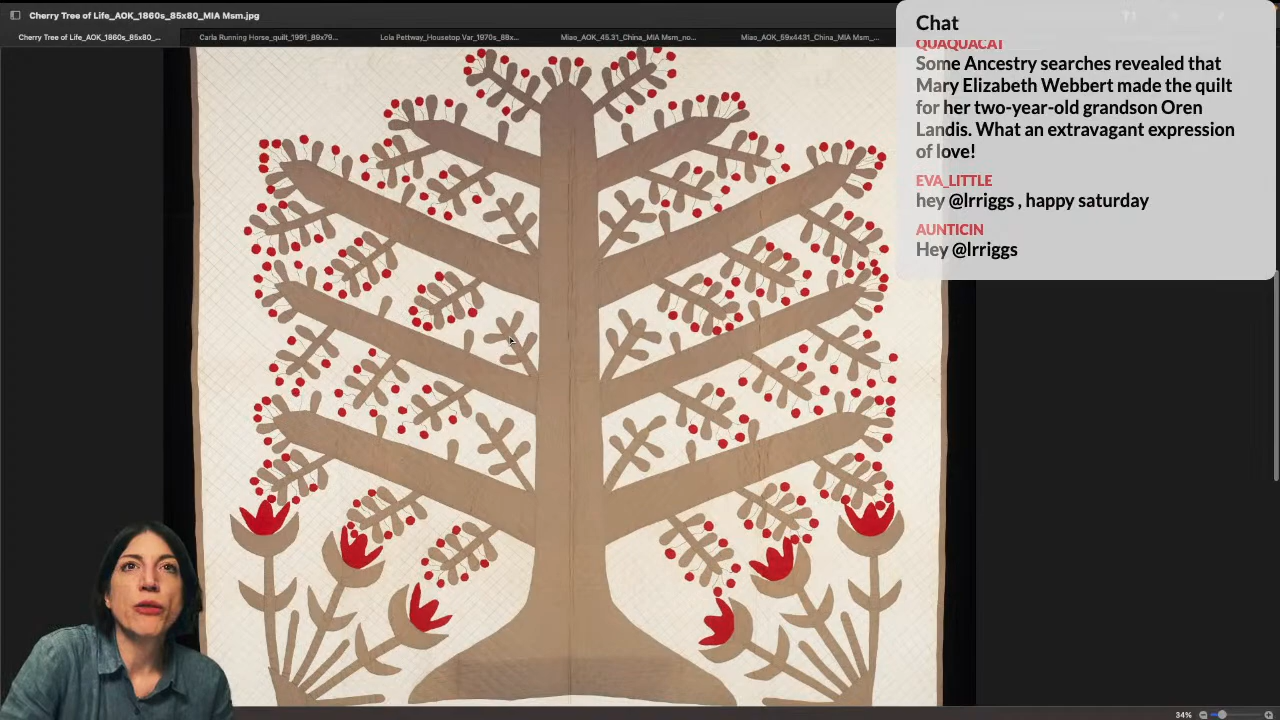 Cherry Tree of Life_AOK_1860s_85x80_MIA Msm.jpg
Cherry Tree of Life_AOK_1860s_85x80_...
Carla Running Horse_quilt_1991_89x79...
Lola Pettway_Housetop Var_1970s_88x...
Miao_AOK_45.31_China_MIA Msm_no...
Miao_AOK_59x4431_China_MIA Msm_...
Chat
QUAQUACAT
Some Ancestry searches revealed that
Mary Elizabeth Webbert made the quilt
for her two-year-old grandson Oren
Landis. What an extravagant expression
of love!
EVA_LITTLE
hey @lrriggs , happy saturday
AUNTICIN
Hey @lrriggs
34%